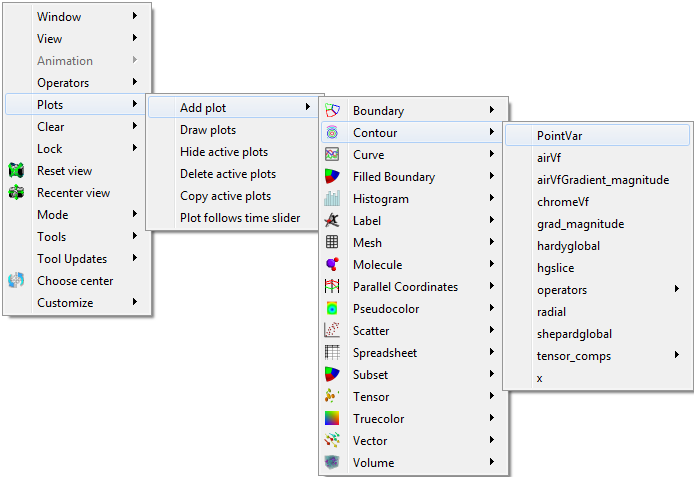 Window
View
Animation
Operators
Plots
Clear
Lock
Reset view
Recenter view
Mode
Tools
Tool Updates
Choose center
Customize
Add plot
Draw plots
Hide active plots
Delete active plots
Copy active plots
Plot follows time slider
Boundary
Contour
Curve
Filled Boundary
Histogram
Label
Mesh
Molecule
Parallel Coordinates
Pseudocolor
Scatter
Spreadsheet
Subset
Tensor
Truecolor
Vector
Volume
PointVar
airVf
airVfGradient_magnitude
chromeVf
grad_magnitude
hardyglobal
hgslice
operators
radial
shepardglobal
tensor_comps
x